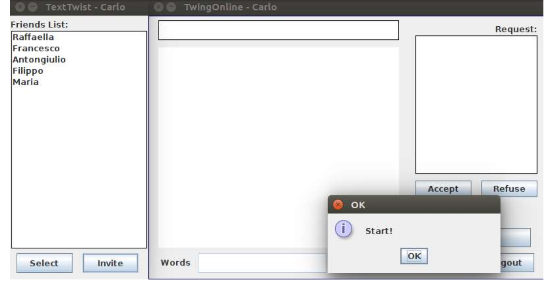 TextTwist - Carlo
TwingOnline - Carlo
Friends List:
Raffaella
Francesco
Antongiulio
Filippo
Maria
Request:
Accept
Refuse
OK
Start!
OK
Select
Invite
Words
gout